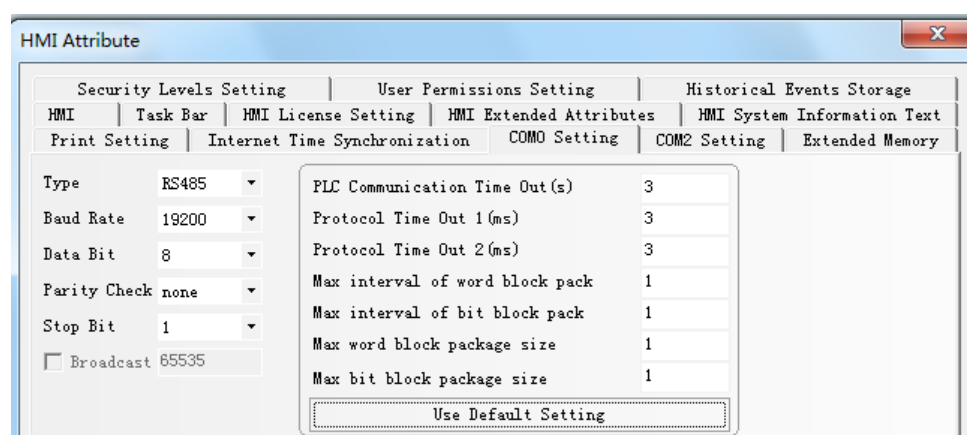 HMI Attribute
Security Levels Setting User Permissions Setting Historical Events Storage
HMI Task Bar HMI License Setting HMI Extended Attributes HMI System Information Text
Print Setting Internet Time Synchronization COM0 Setting COM2 Setting Extended Memory
Type RS485
Baud Rate 19200
Data Bit 8
Parity Check none
Stop Bit 1
Broadcast 65535
PLC Communication Time Out(s) 3
Protocol Time Out 1(ms) 3
Protocol Time Out 2(ms) 3
Max interval of word block pack 1
Max interval of bit block pack 1
Max word block package size 1
Max bit block package size 1
Use Default Setting